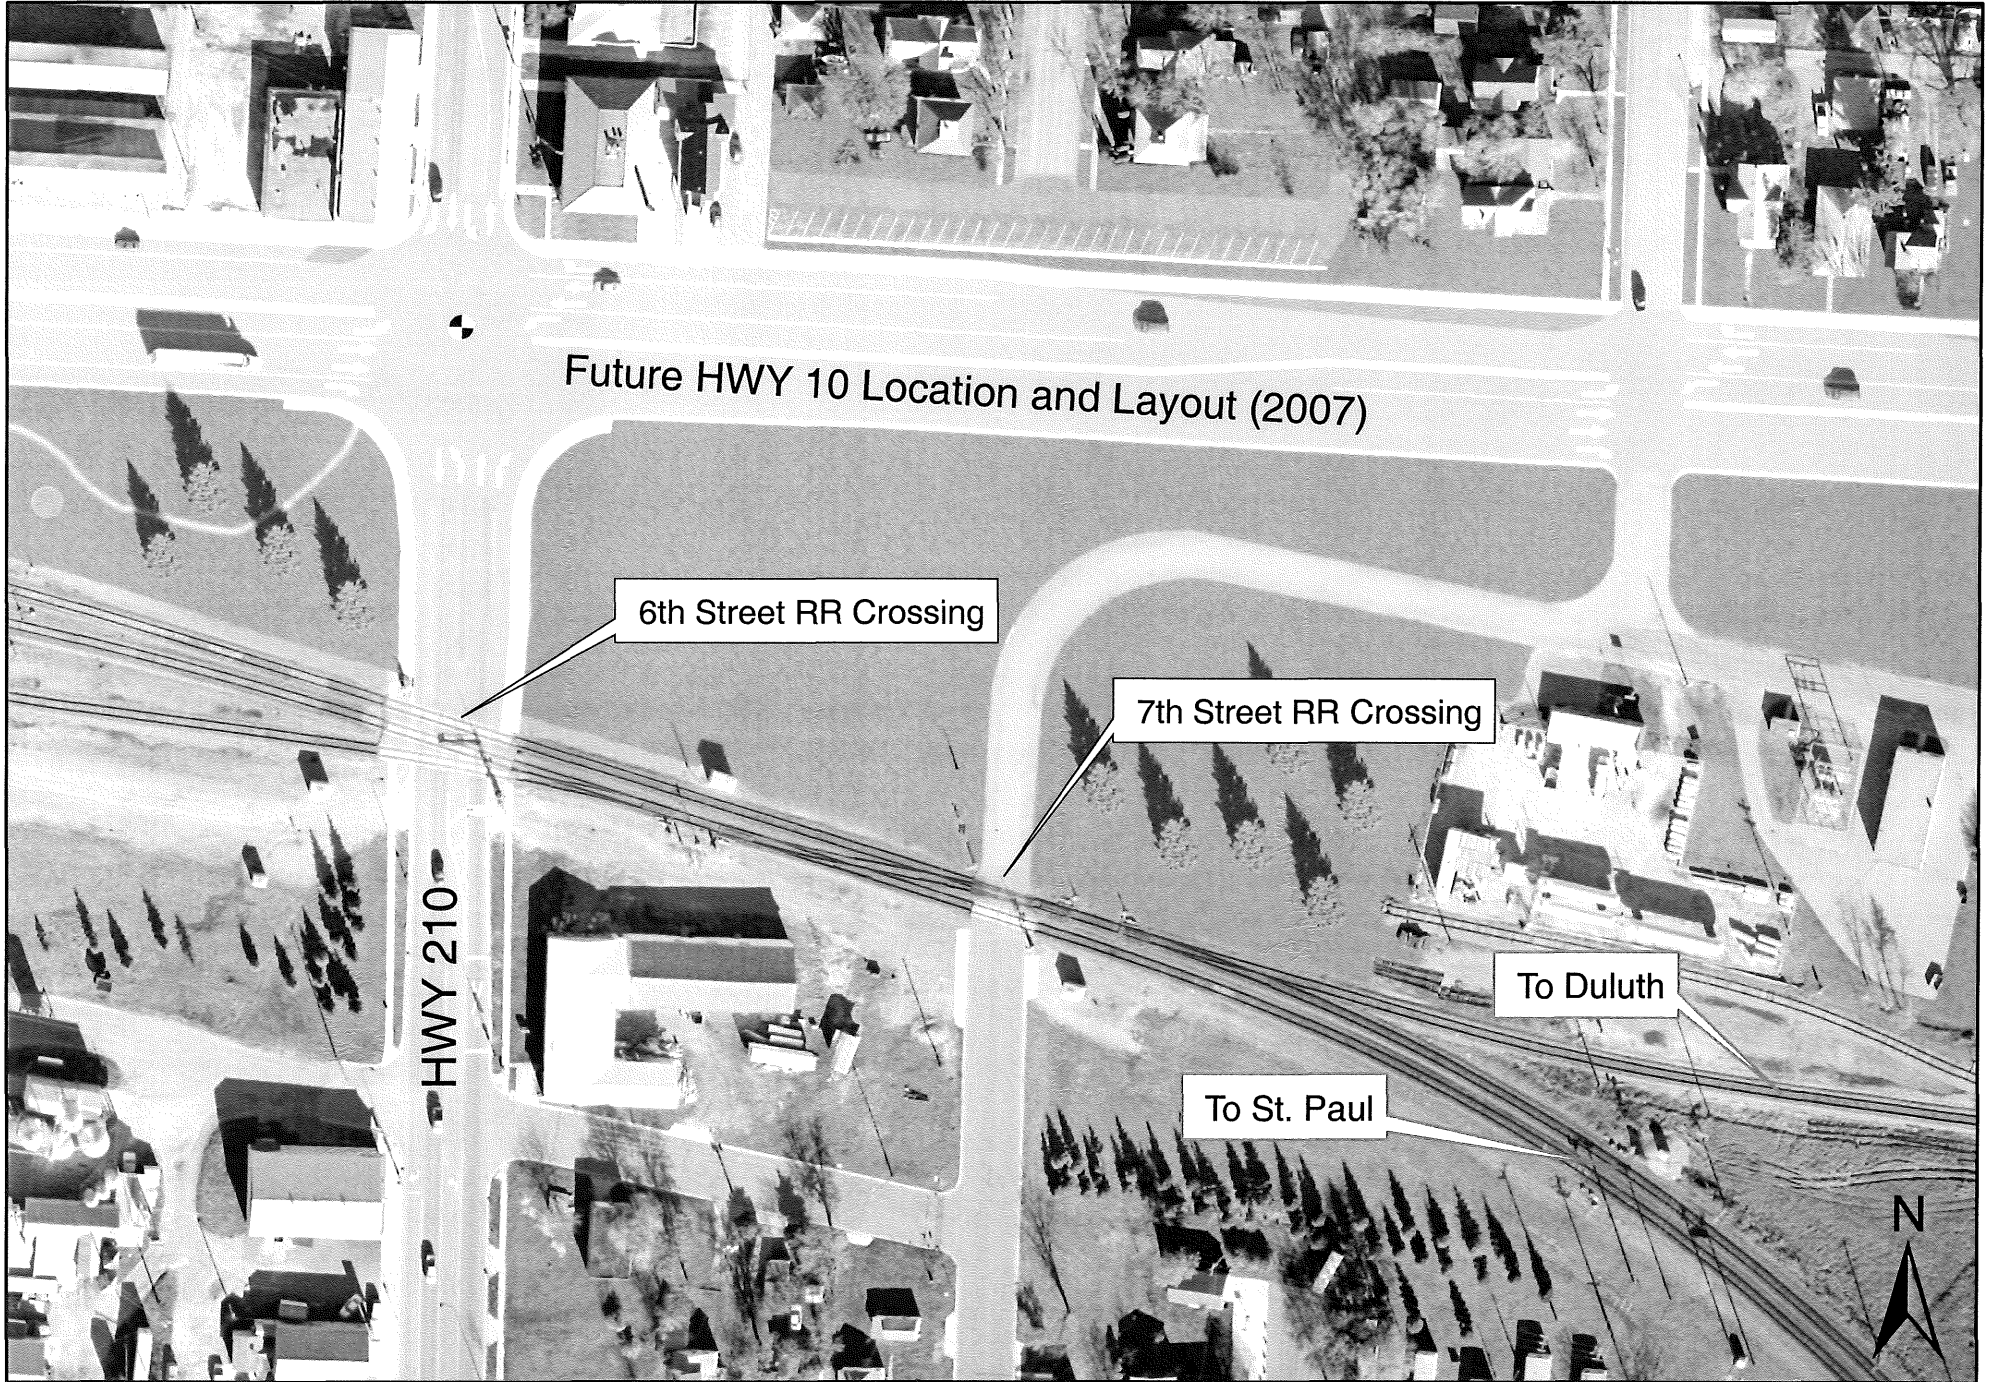 Future HWY 10 Location and Layout (2007)
6th Street RR Crossing
7th Street RR Crossing
HWY 210
To Duluth
To St. Paul
N